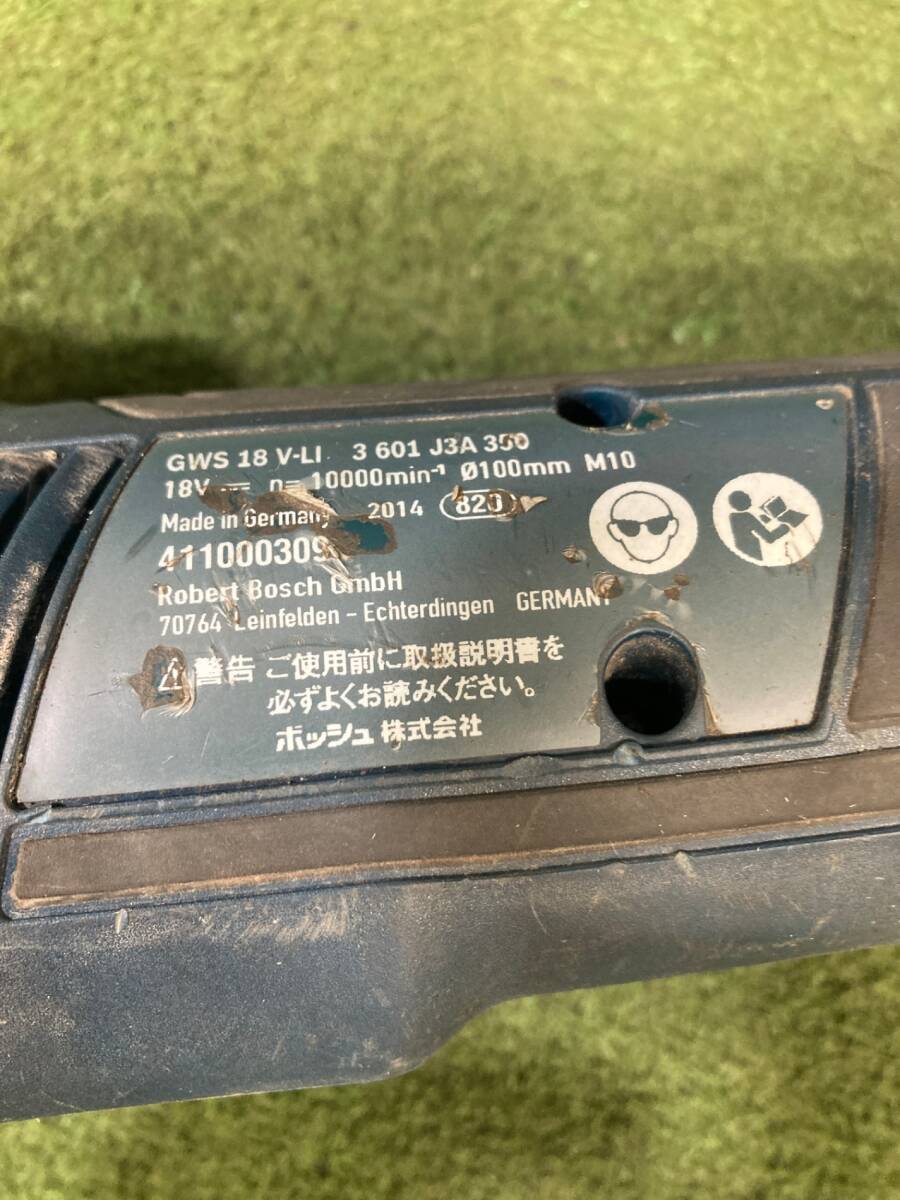 GWS 18 V-LI 3 601 J3A 350
18V n= 10000min⁻¹ Ø100mm M10
Made in Germany 2014 820
411000309
Robert Bosch GmbH
70764 Leinfelden - Echterdingen GERMANY
警告 ご使用前に取扱説明書を
必ずよくお読みください。
ボッシュ株式会社